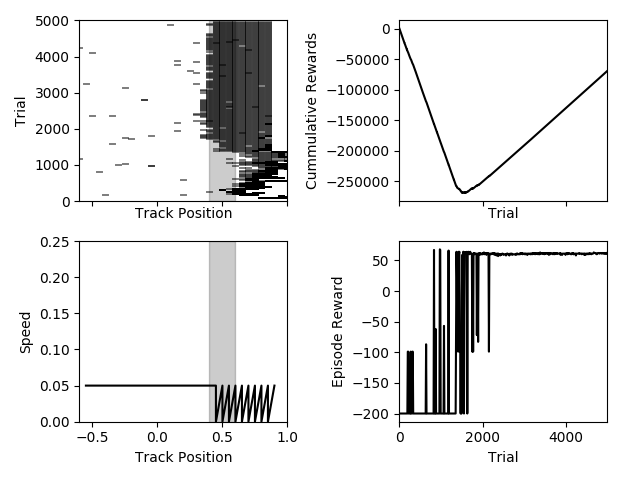 5000
4000
3000
2000
1000
0
Trial
Track Position
0
−50000
−100000
−150000
−200000
−250000
Cummulative Rewards
Trial
0.25
0.20
0.15
0.10
0.05
0.00
Speed
−0.5 0.0 0.5 1.0
Track Position
50
0
−50
−100
−150
−200
Episode Reward
0 2000 4000
Trial